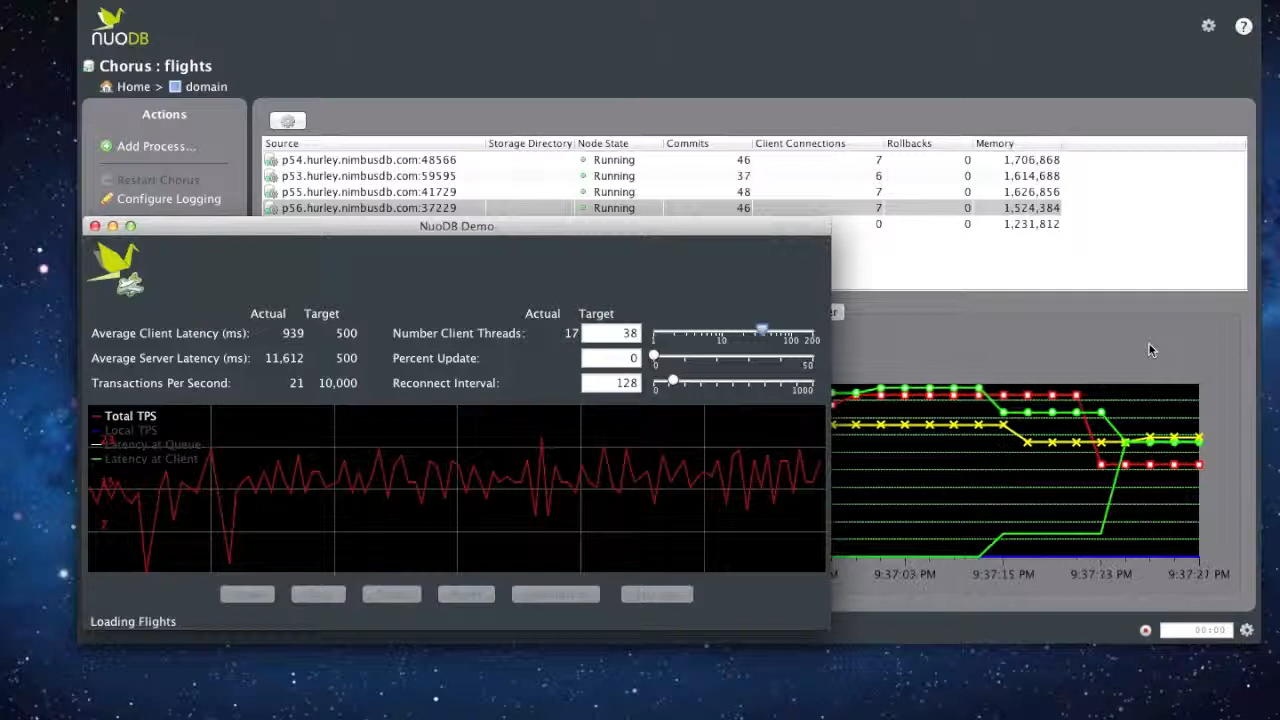 NUODB
?
Chorus : flights
Home > domain
Actions
Add Process...
Restart Chorus
Configure Logging
Source Storage Directory Node State Commits Client Connections Rollbacks Memory
p54.hurley.nimbusdb.com:48566 Running 46 7 0 1,706,868
p53.hurley.nimbusdb.com:59595 Running 37 6 0 1,614,688
p55.hurley.nimbusdb.com:41729 Running 48 7 0 1,626,856
p56.hurley.nimbusdb.com:37229 Running 46 7 0 1,524,384
0 0 1,231,812
NuoDB Demo
Actual Target Actual Target
Average Client Latency (ms): 939 500 Number Client Threads: 17 38
1 10 100 200
Average Server Latency (ms): 11,612 500 Percent Update: 0
0 50
Transactions Per Second: 21 10,000 Reconnect Interval: 128
0 1000
Total TPS
Local TPS
Latency at Queue
Latency at Client
9:37:03 PM 9:37:15 PM 9:37:23 PM
Loading Flights
00:00